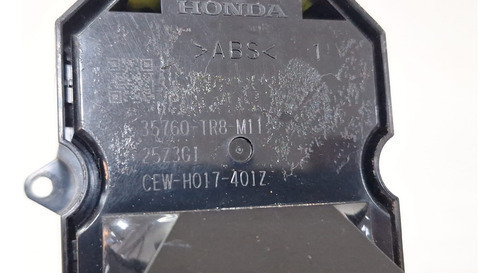 HONDA
>ABS<
35760-TR8-M11
25Z3G1
CEW-H017-401Z